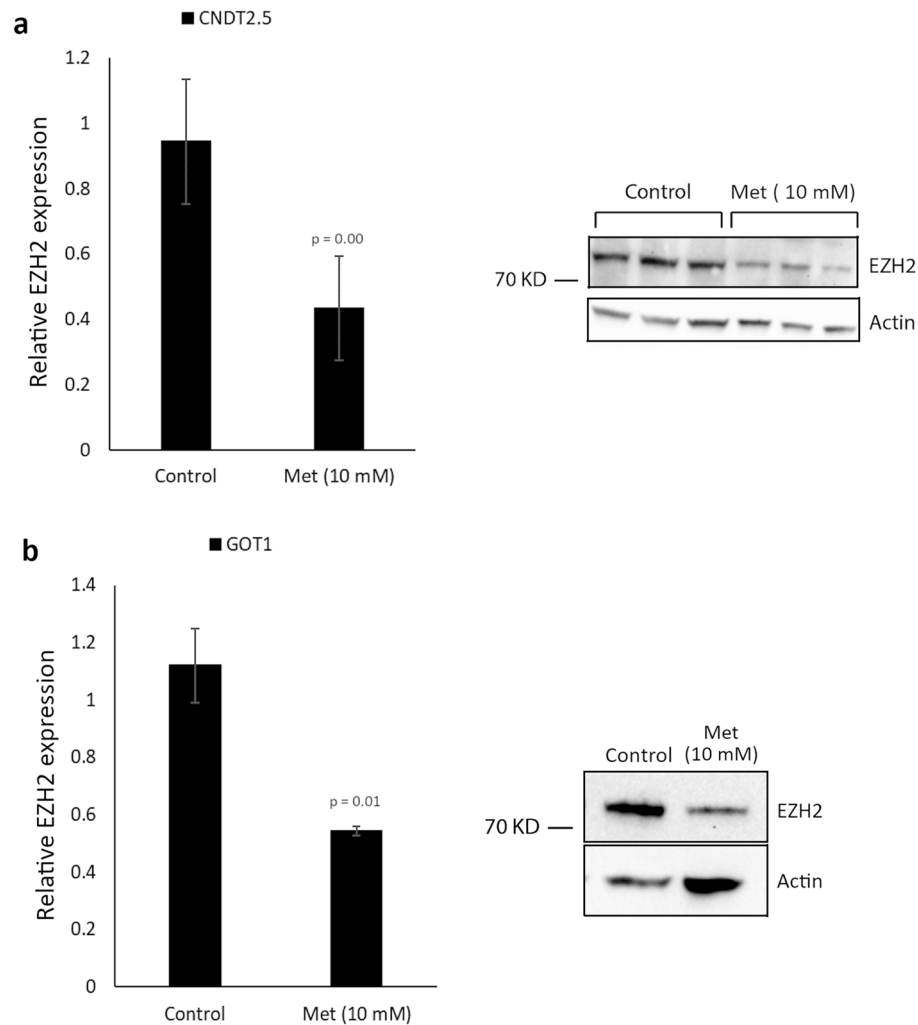 a
CNDT2.5
Relative EZH2 expression
1.2
1
0.8
0.6
0.4
0.2
0
p = 0.00
Control
Met (10 mM)
Control
Met ( 10 mM)
70 KD
EZH2
Actin
b
GOT1
Relative EZH2 expression
1.4
1.2
1
0.8
0.6
0.4
0.2
0
p = 0.01
Control
Met (10 mM)
Control
Met
(10 mM)
70 KD
EZH2
Actin